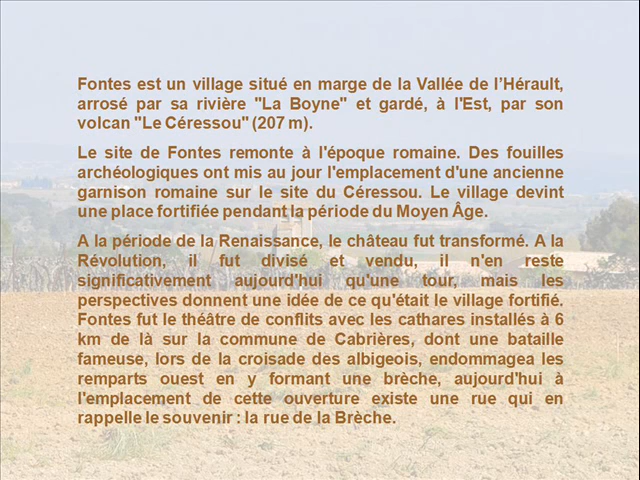 Fontes est un village situé en marge de la Vallée de l’Hérault,
arrosé par sa rivière "La Boyne" et gardé, à l'Est, par son
volcan "Le Céressou" (207 m).
Le site de Fontes remonte à l'époque romaine. Des fouilles
archéologiques ont mis au jour l'emplacement d'une ancienne
garnison romaine sur le site du Céressou. Le village devint
une place fortifiée pendant la période du Moyen Âge.
A la période de la Renaissance, le château fut transformé. A la
Révolution, il fut divisé et vendu, il n'en reste
significativement aujourd'hui qu'une tour, mais les
perspectives donnent une idée de ce qu'était le village fortifié.
Fontes fut le théâtre de conflits avec les cathares installés à 6
km de là sur la commune de Cabrières, dont une bataille
fameuse, lors de la croisade des albigeois, endommagea les
remparts ouest en y formant une brèche, aujourd'hui à
l'emplacement de cette ouverture existe une rue qui en
rappelle le souvenir : la rue de la Brèche.